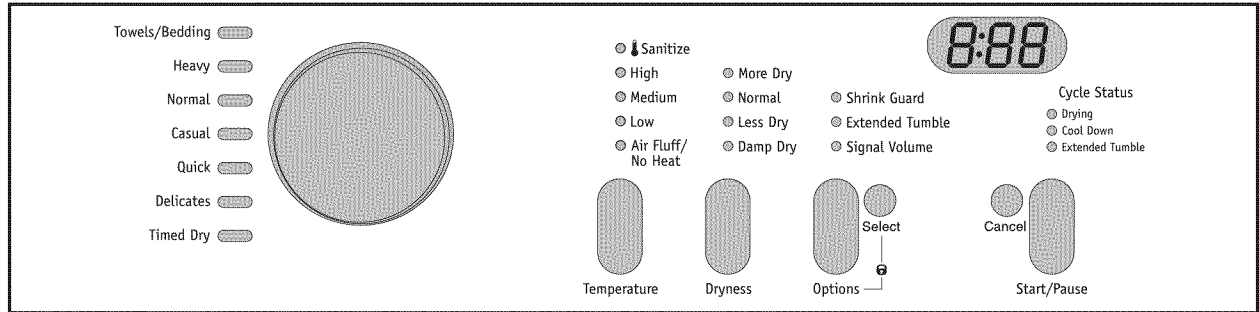 Towels/Bedding
Heavy
Normal
Casual
Quick
Delicates
Timed Dry
Sanitize
High
Medium
Low
Air Fluff/
No Heat
Temperature
More Dry
Normal
Less Dry
Damp Dry
Dryness
Shrink Guard
Extended Tumble
Signal Volume
Select
Options
8:88
Cycle Status
Drying
Cool Down
Extended Tumble
Cancel
Start/Pause